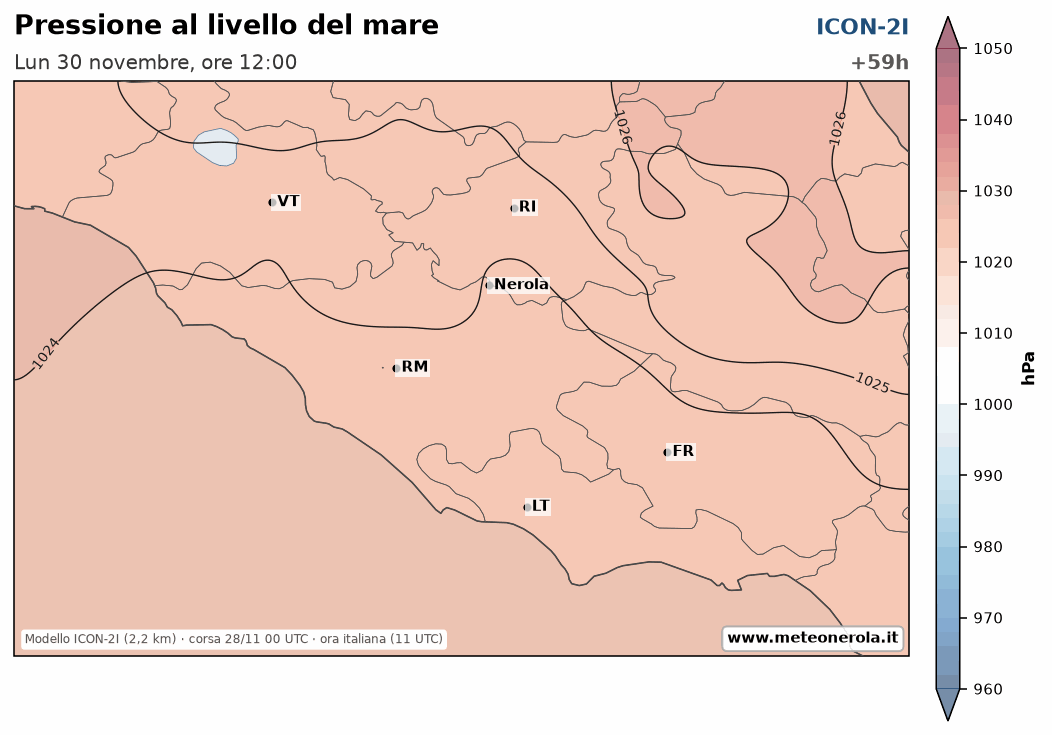 Pressione al livello del mare
ICON-2I
Lun 30 novembre, ore 12:00
+59h
1050
1026
1026
1040
1030
VT
RI
1020
Nerola
1010
1024
RM
hPa
1025
1000
FR
990
LT
980
970
Modello ICON-2I (2,2 km) · corsa 28/11 00 UTC · ora italiana (11 UTC)
www.meteonerola.it
960